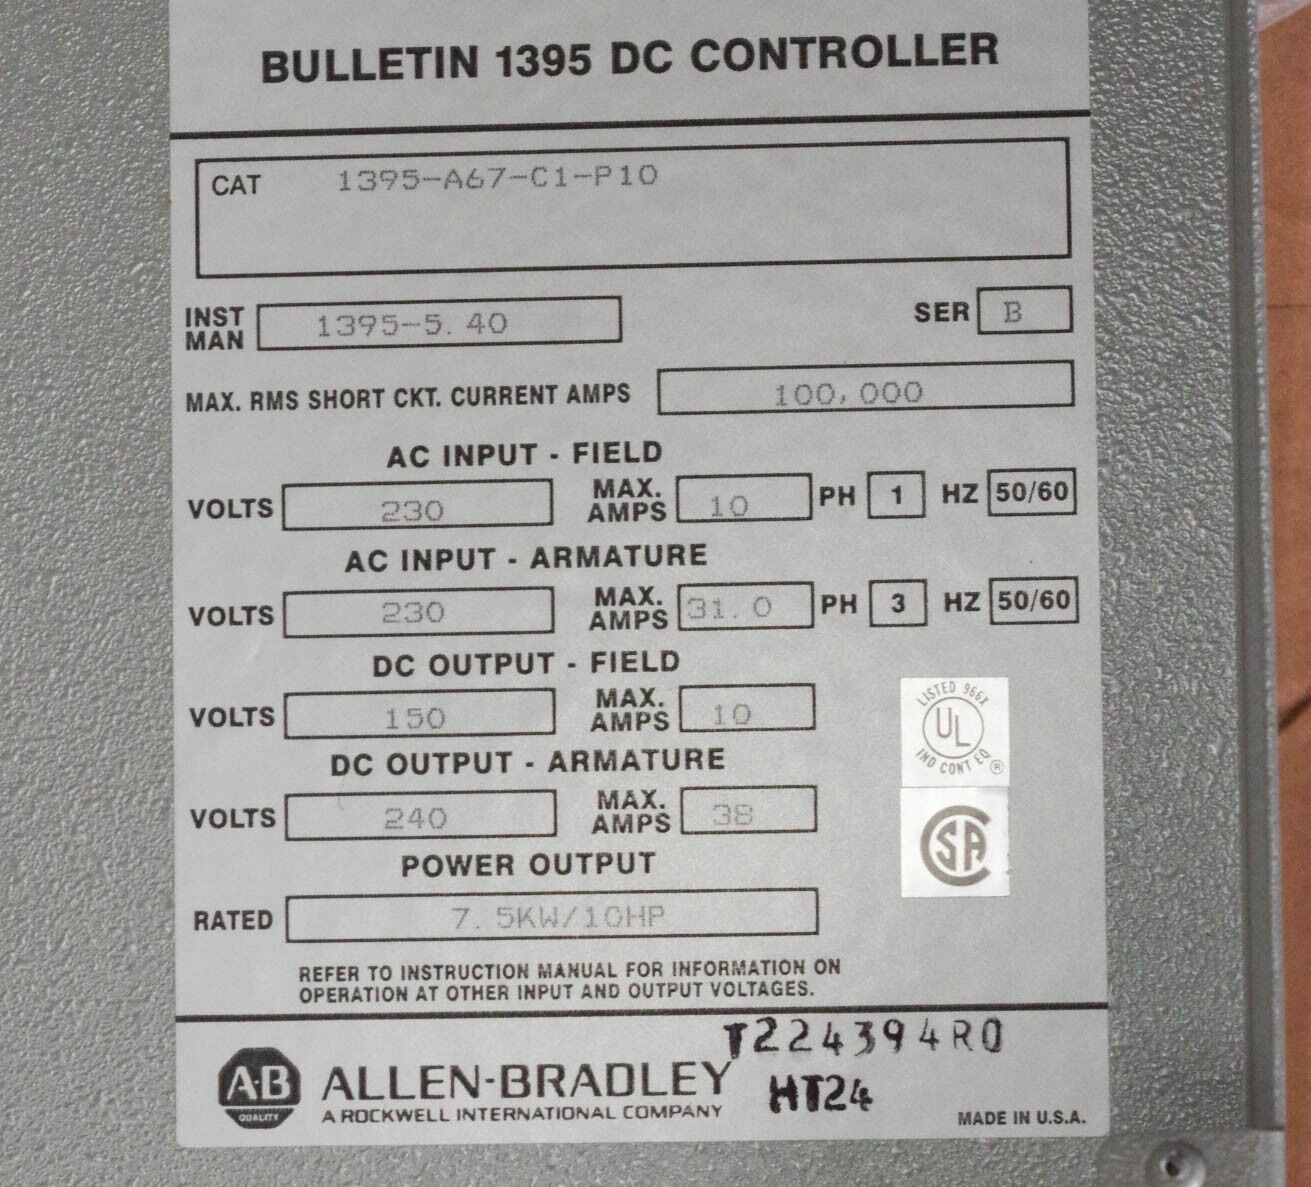 BULLETIN 1395 DC CONTROLLER
CAT 1395-A67-C1-P10
INST MAN 1395-5.40 SER B
MAX. RMS SHORT CKT. CURRENT AMPS 100,000
AC INPUT - FIELD
VOLTS 230 MAX. AMPS 10 PH 1 HZ 50/60
AC INPUT - ARMATURE
VOLTS 230 MAX. AMPS 31.0 PH 3 HZ 50/60
DC OUTPUT - FIELD
VOLTS 150 MAX. AMPS 10
LISTED 966X
UL
IND CONT EQ ®
DC OUTPUT - ARMATURE
VOLTS 240 MAX. AMPS 38
CSA
POWER OUTPUT
RATED 7.5KW/10HP
REFER TO INSTRUCTION MANUAL FOR INFORMATION ON
OPERATION AT OTHER INPUT AND OUTPUT VOLTAGES.
T224394R0
A-B
QUALITY
ALLEN-BRADLEY
HT24
A ROCKWELL INTERNATIONAL COMPANY
MADE IN U.S.A.